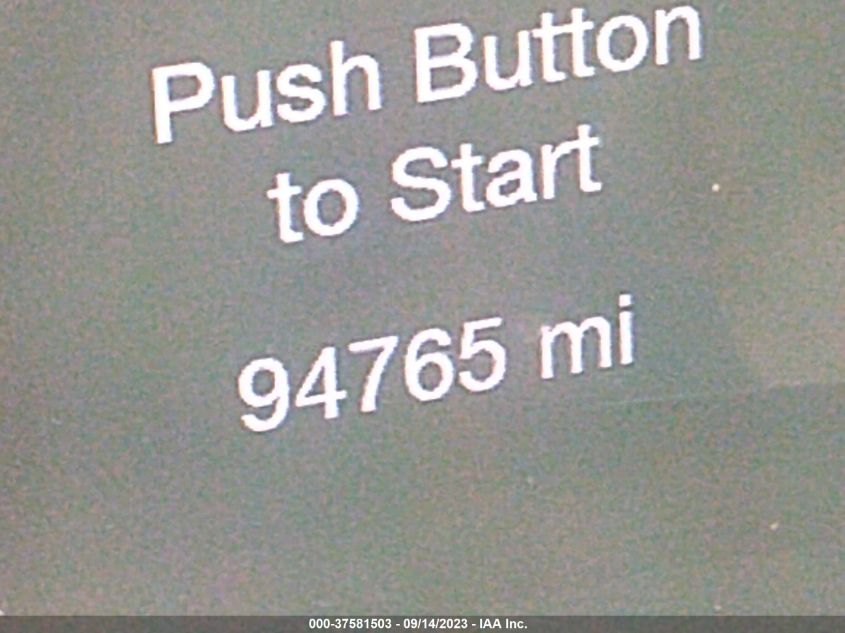 Push Button
to Start
94765 mi
000-37581503 - 09/14/2023 - IAA Inc.